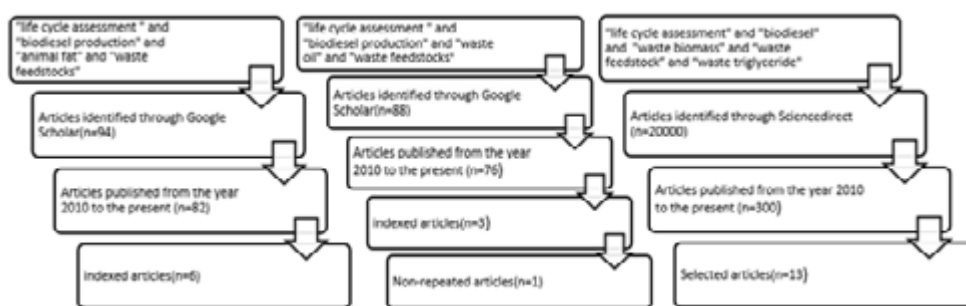 "life cycle assessment " and
"biodiesel production" and
"animal fat" and "waste
feedstocks"
Articles identified through Google
Scholar(n=94)
Articles published from the year
2010 to the present (n=82)
Indexed articles(n=6)
"life cycle assessment" and
"biodiesel production" and "waste
oil" and "waste feedstocks"
Articles identified through Google
Scholar(n=88)
Articles published from the year
2010 to the present (n=76)
Indexed articles(n=3)
Non-repeated articles(n=1)
"life cycle assessment" and "biodiesel"
and "waste biomass" and "waste
feedstock" and "waste triglyceride"
Articles identified through Sciencedirect
(n=20000)
Articles published from the year 2010
to the present (n=300)
Selected articles(n=13)